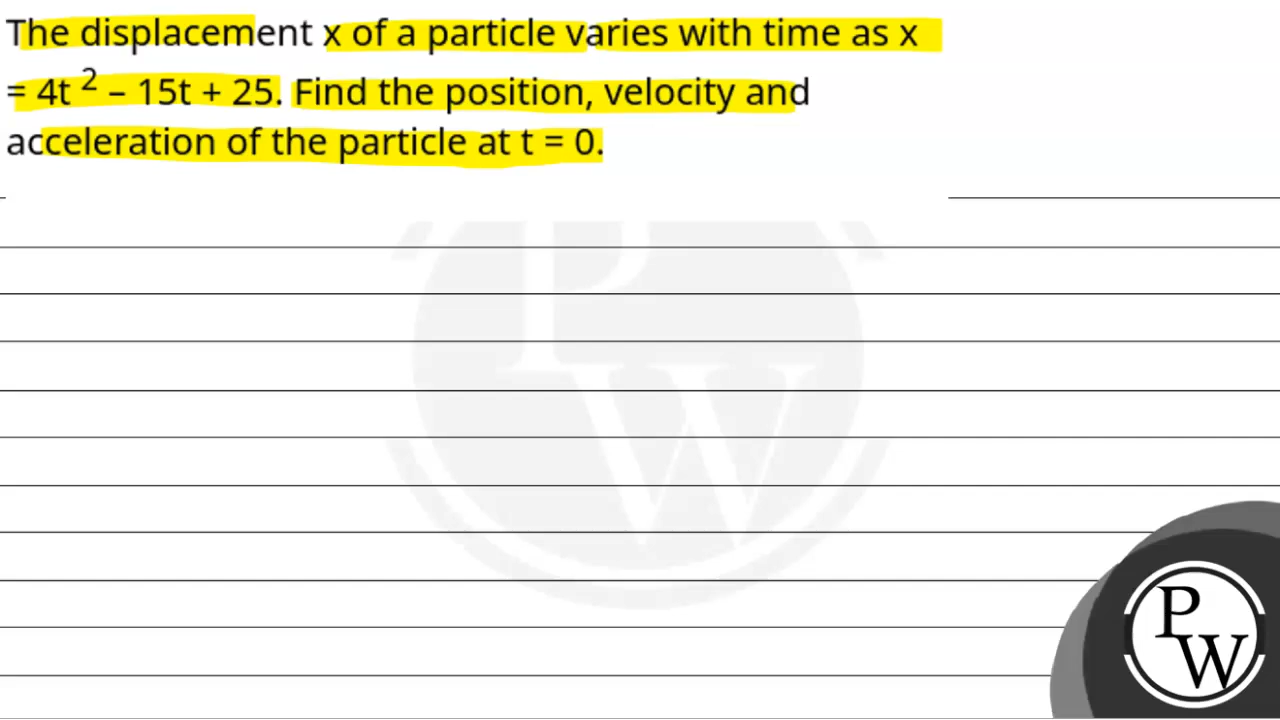 The displacement x of a particle varies with time as x
= 4t 2 – 15t + 25. Find the position, velocity and
acceleration of the particle at t = 0.
PW
PW